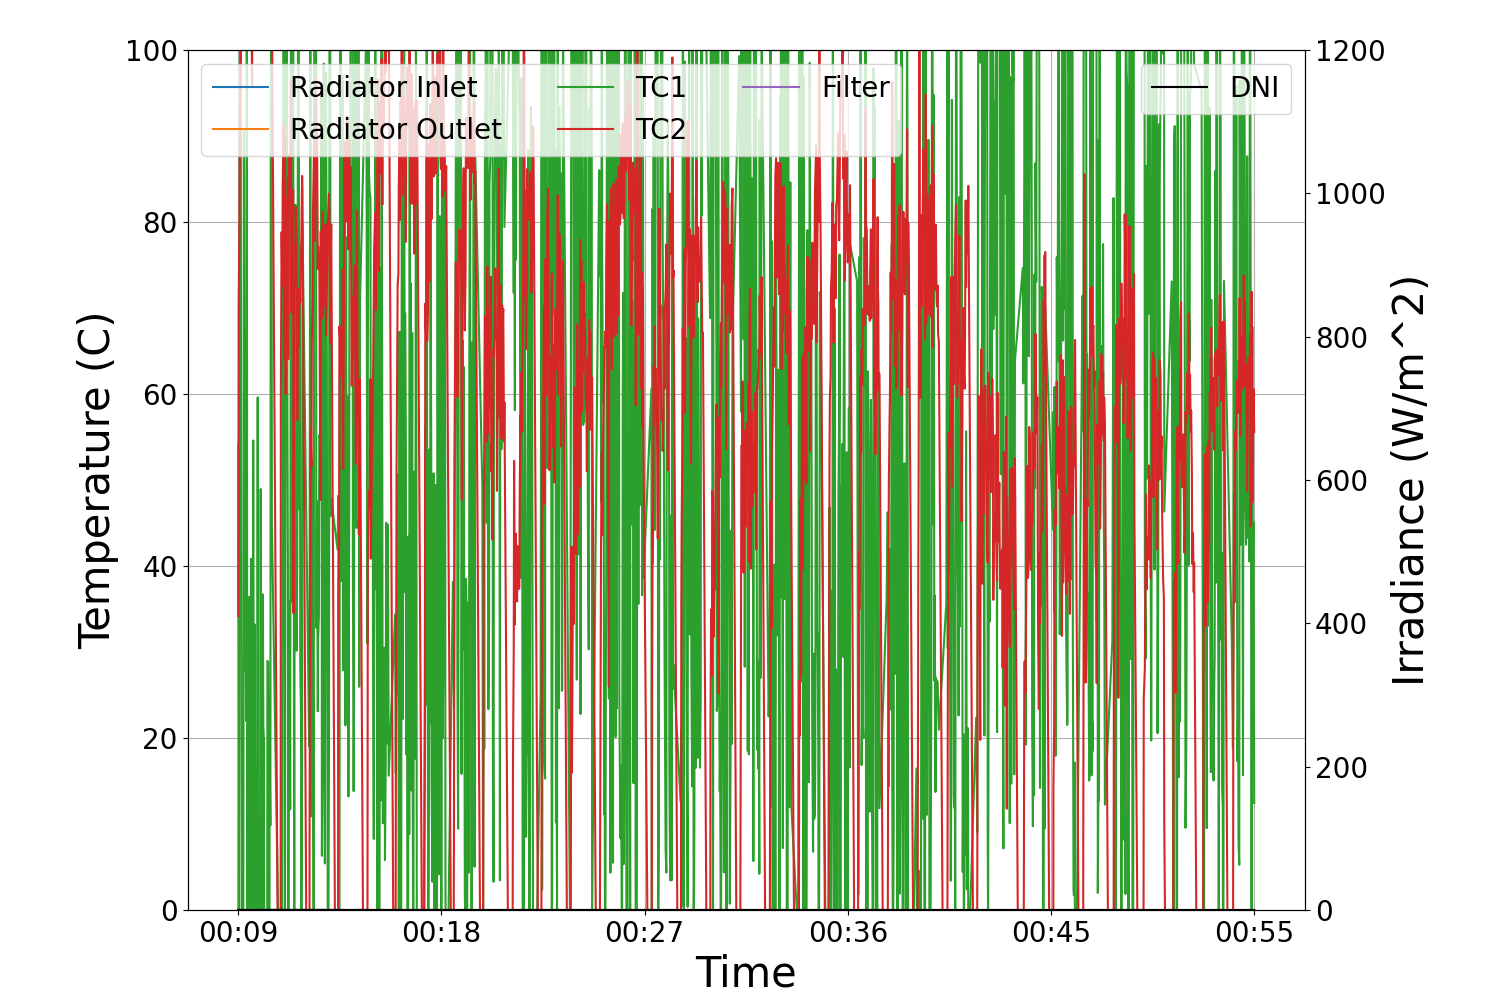 100
80
60
40
20
0
Temperature (C)
Radiator Inlet
Radiator Outlet
TC1
TC2
Filter
DNI
1200
1000
800
600
400
200
0
Irradiance (W/m^2)
00:09 00:18 00:27 00:36 00:45 00:55
Time